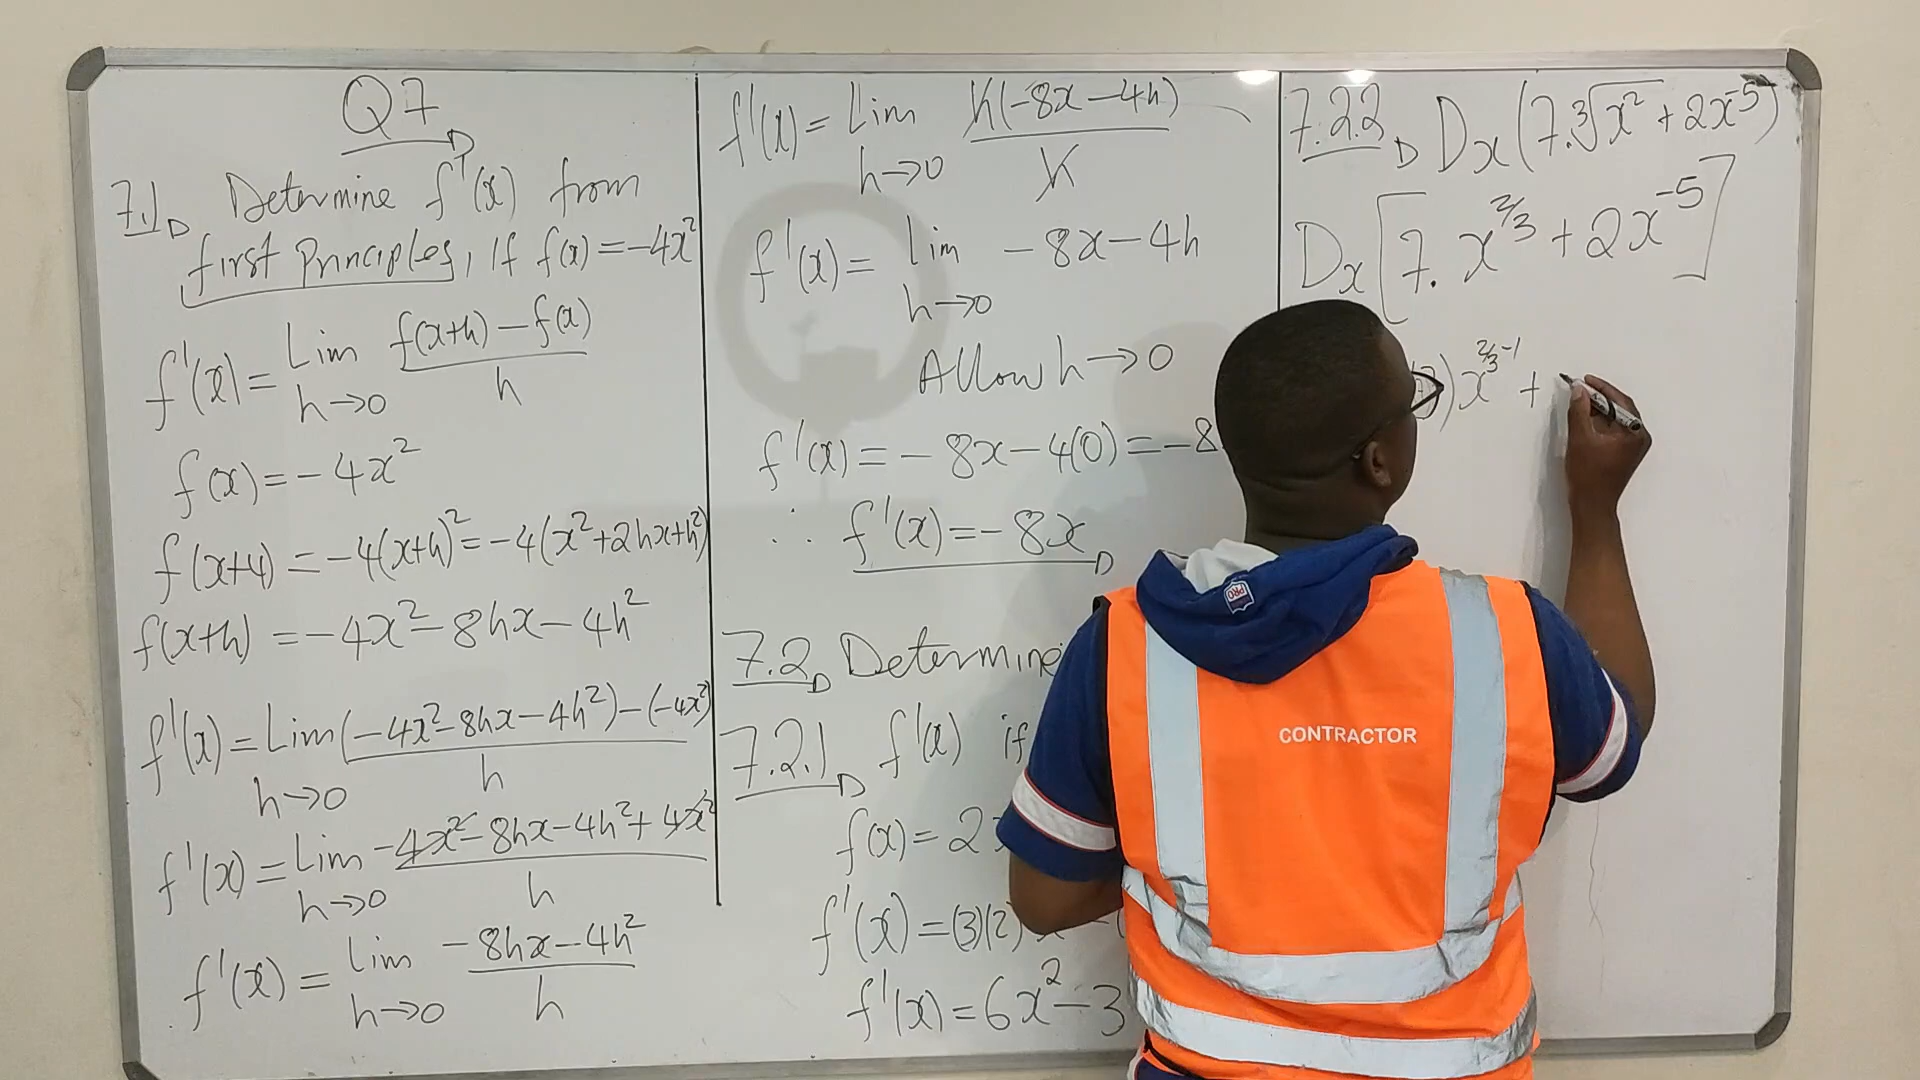 Q7
7.1 Determine f'(x) from
first principles, if f(x) = -4x²
f'(x) = Lim f(x+h) - f(x)
h→0 h
f(x) = -4x²
f(x+h) = -4(x+h)² = -4(x²+2hx+h²)
f(x+h) = -4x² - 8hx - 4h²
f'(x) = Lim (-4x² - 8hx - 4h²) - (-4x²)
h→0 h
f'(x) = Lim -4x² - 8hx - 4h² + 4x²
h→0 h
f'(x) = Lim -8hx - 4h²
h→0 h
f'(x) = Lim h(-8x - 4h)
h→0 h
f'(x) = lim -8x - 4h
h→0
Allow h→0
f'(x) = -8x - 4(0) = -8
∴ f'(x) = -8x
7.2 Determine
7.2.1 f'(x) if
f(x) = 2
f'(x) = (3)(2)
f'(x) = 6x² - 3
7.2.2 Dx(7.∛x² + 2x⁻⁵)
Dx[7. x^2/3 + 2x⁻⁵]
) x^2/3-1 +
PRO
CONTRACTOR